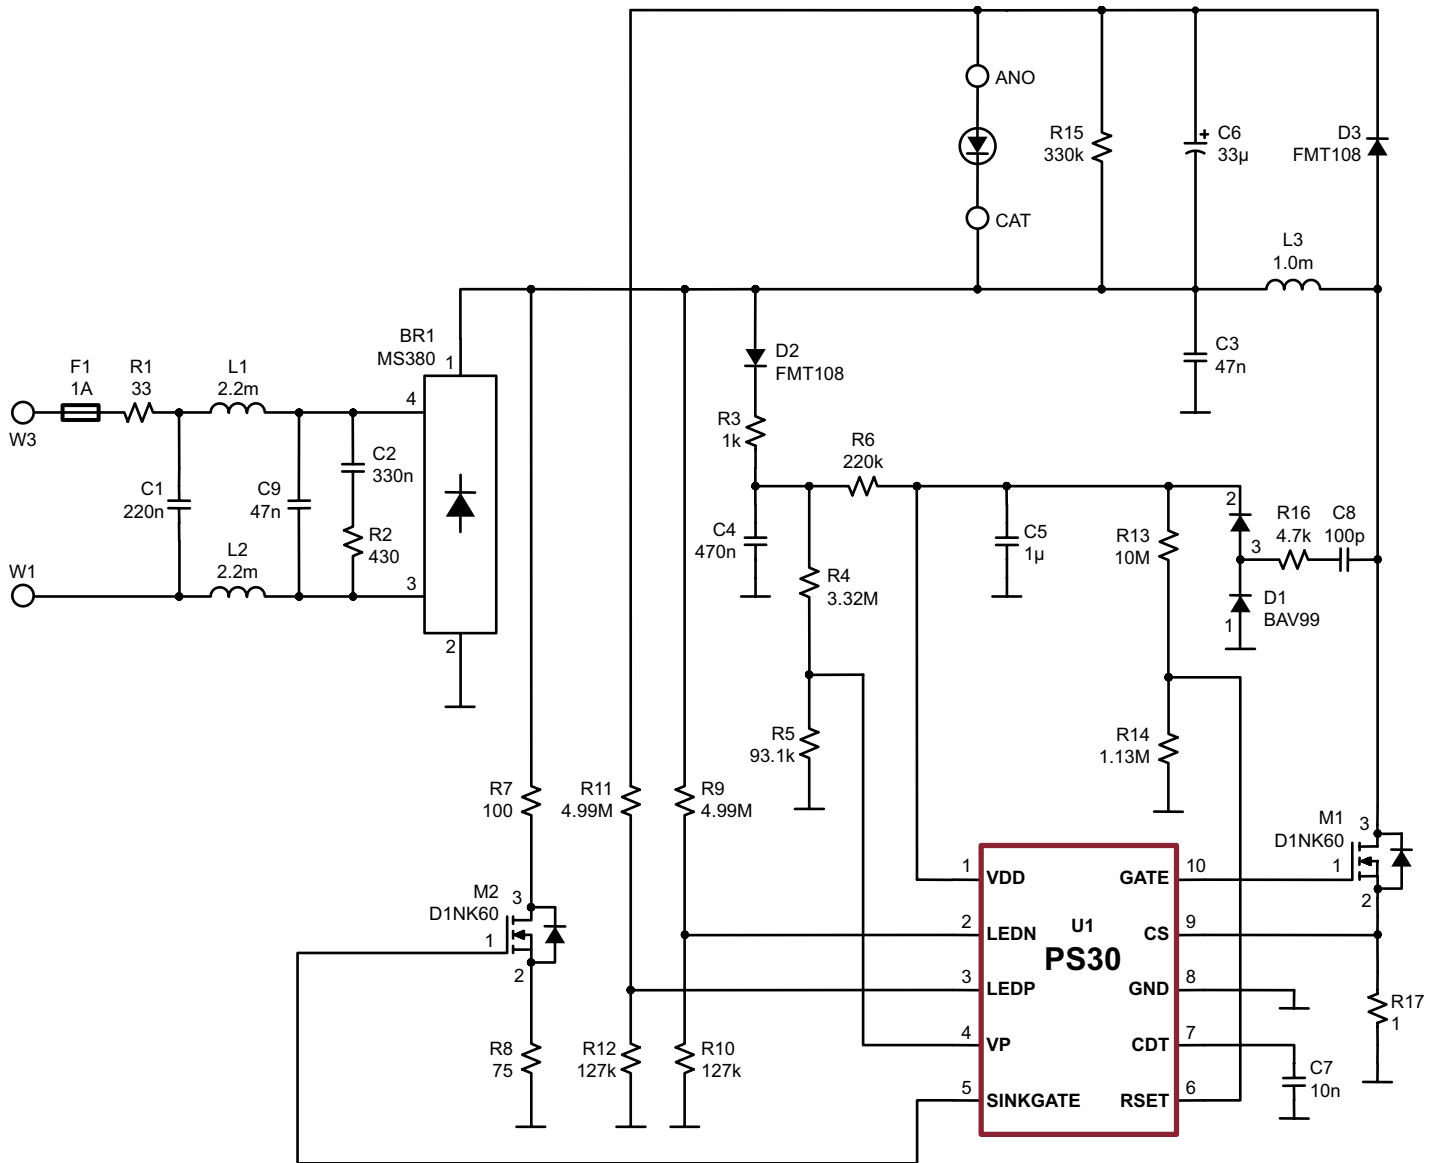 ANO
R15
330k
C6
+
33µ
D3
FMT108
CAT
L3
1.0m
BR1
MS380
1
D2
FMT108
C3
47n
F1
1A
R1
33
L1
2.2m
4
W3
R3
1k
R6
220k
C2
330n
C1
220n
C9
47n
R2
430
C4
470n
C5
1µ
R13
10M
2
R16
4.7k
C8
100p
3
L2
2.2m
3
W1
R4
3.32M
D1
BAV99
1
2
R5
93.1k
R14
1.13M
R7
100
R11
4.99M
R9
4.99M
M1
D1NK60
3
1
2
M2
D1NK60
3
1
2
U1
PS30
1 VDD
2 LEDN
3 LEDP
4 VP
5 SINKGATE
GATE 10
CS 9
GND 8
CDT 7
RSET 6
R17
1
R8
75
R12
127k
R10
127k
C7
10n